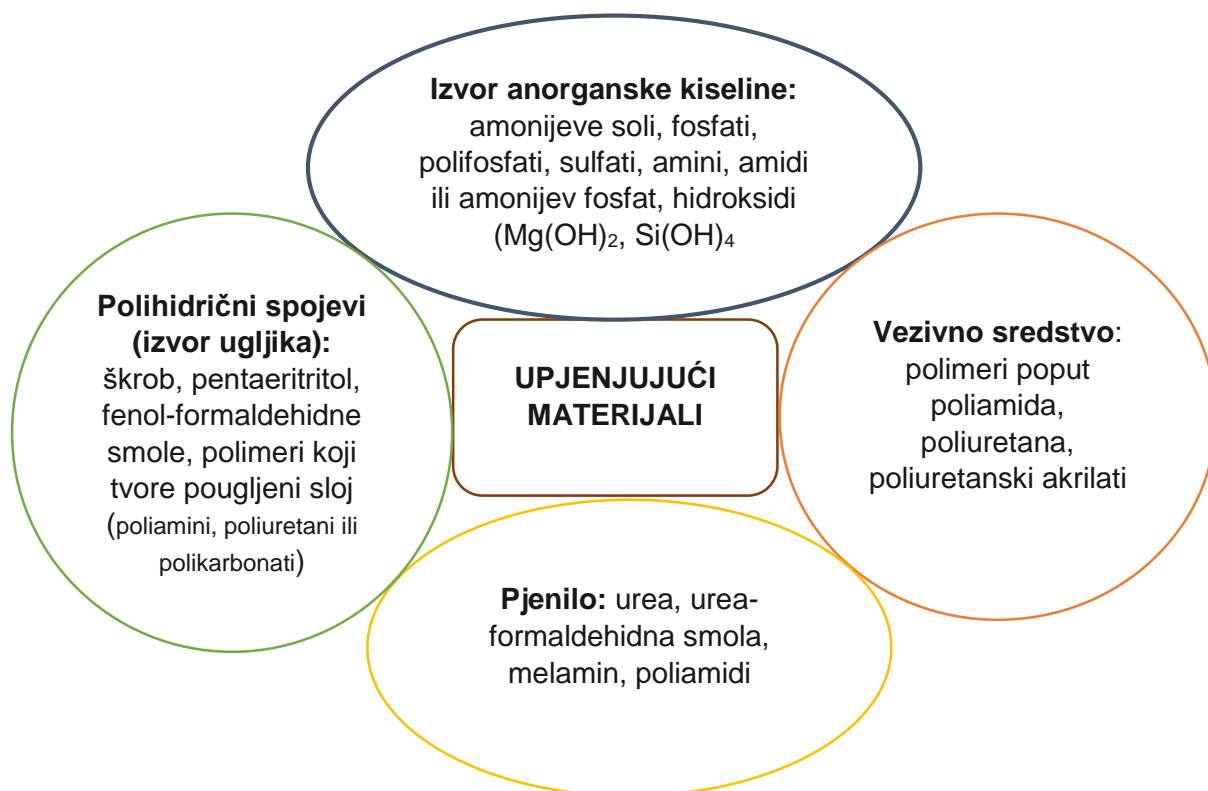 Izvor anorganske kiseline:
amonijeve soli, fosfati,
polifosfati, sulfati, amini, amidi
ili amonijev fosfat, hidroksidi
(Mg(OH)₂, Si(OH)₄
Polihidrični spojevi
(izvor ugljika):
škrob, pentaeritritol,
fenol-formaldehidne
smole, polimeri koji
tvore pougljeni sloj
(poliamini, poliuretani ili
polikarbonati)
UPJENJUJUĆI
MATERIJALI
Vezivno sredstvo:
polimeri poput
poliamida,
poliuretana,
poliuretanski akrilati
Pjenilo: urea, urea-
formaldehidna smola,
melamin, poliamidi